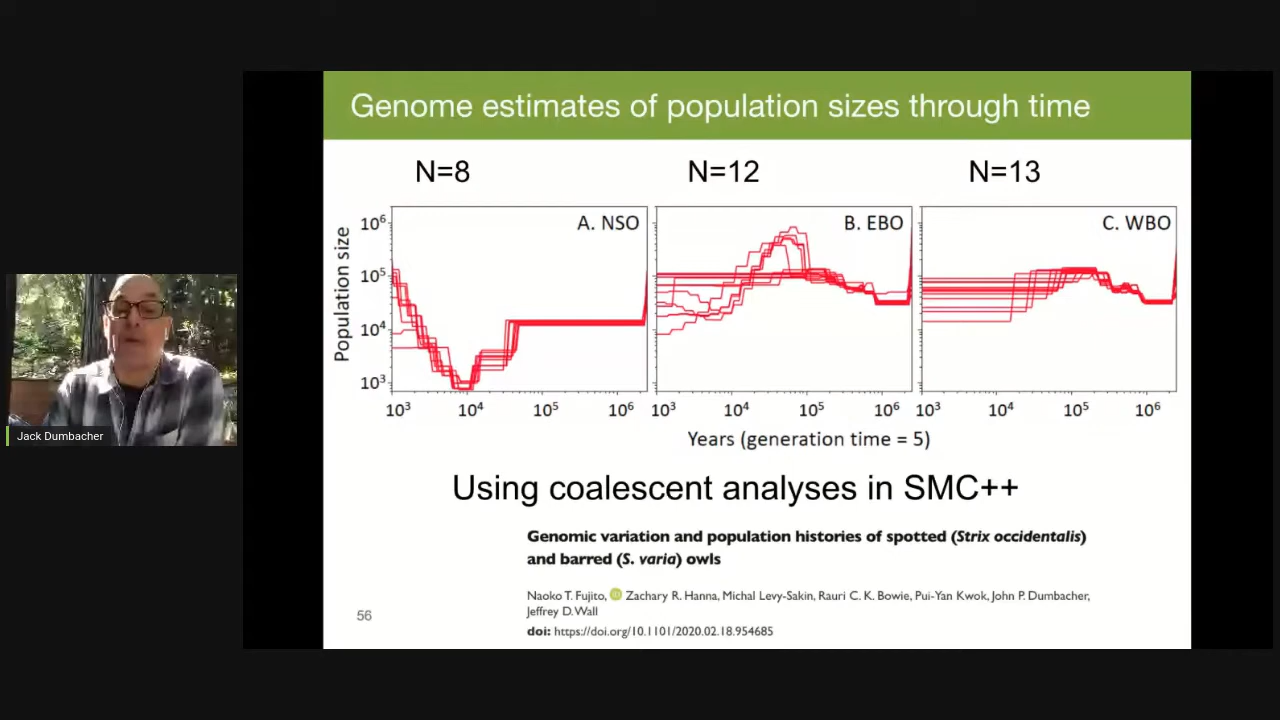 Genome estimates of population sizes through time
N=8
N=12
N=13
Population size
10⁶
10⁵
10⁴
10³
A. NSO
B. EBO
C. WBO
10³ 10⁴ 10⁵ 10⁶
10³ 10⁴ 10⁵ 10⁶
10³ 10⁴ 10⁵ 10⁶
Years (generation time = 5)
Using coalescent analyses in SMC++
Genomic variation and population histories of spotted (Strix occidentalis)
and barred (S. varia) owls
Naoko T. Fujito, iD Zachary R. Hanna, Michal Levy-Sakin, Rauri C. K. Bowie, Pui-Yan Kwok, John P. Dumbacher,
Jeffrey D. Wall
doi: https://doi.org/10.1101/2020.02.18.954685
56
Jack Dumbacher